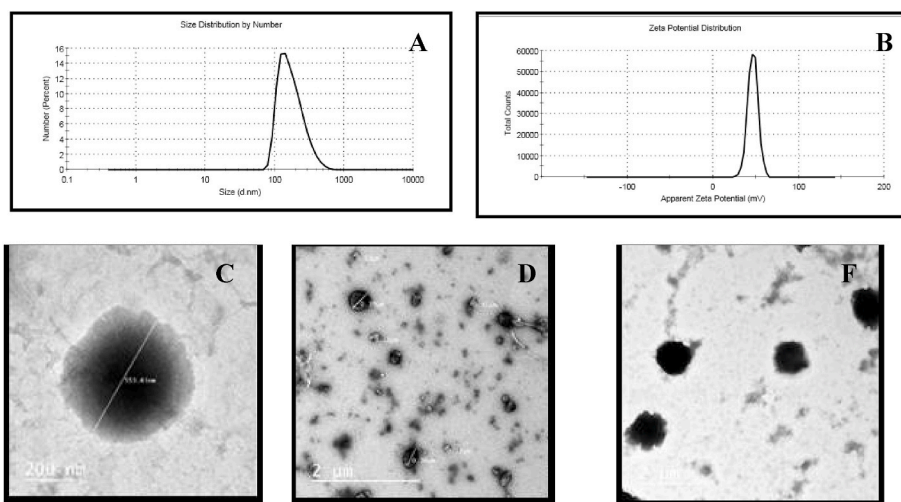 Size Distribution by Number
A
16
14
12
10
8
6
4
2
0
Number (Percent)
0.1 1 10 100 1000 10000
Size (d.nm)
Zeta Potential Distribution
B
60000
50000
40000
30000
20000
10000
0
Total Counts
-100 0 100 200
Apparent Zeta Potential (mV)
C
200 nm
D
2 µm
F